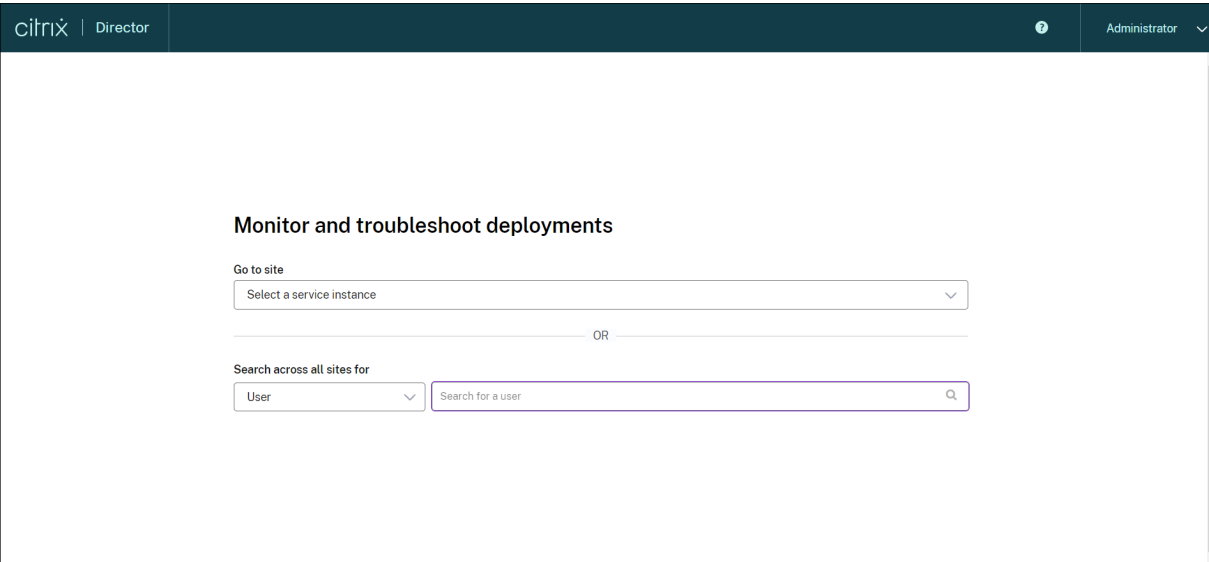 citrix | Director
?
Administrator
Monitor and troubleshoot deployments
Go to site
Select a service instance
OR
Search across all sites for
User
Search for a user